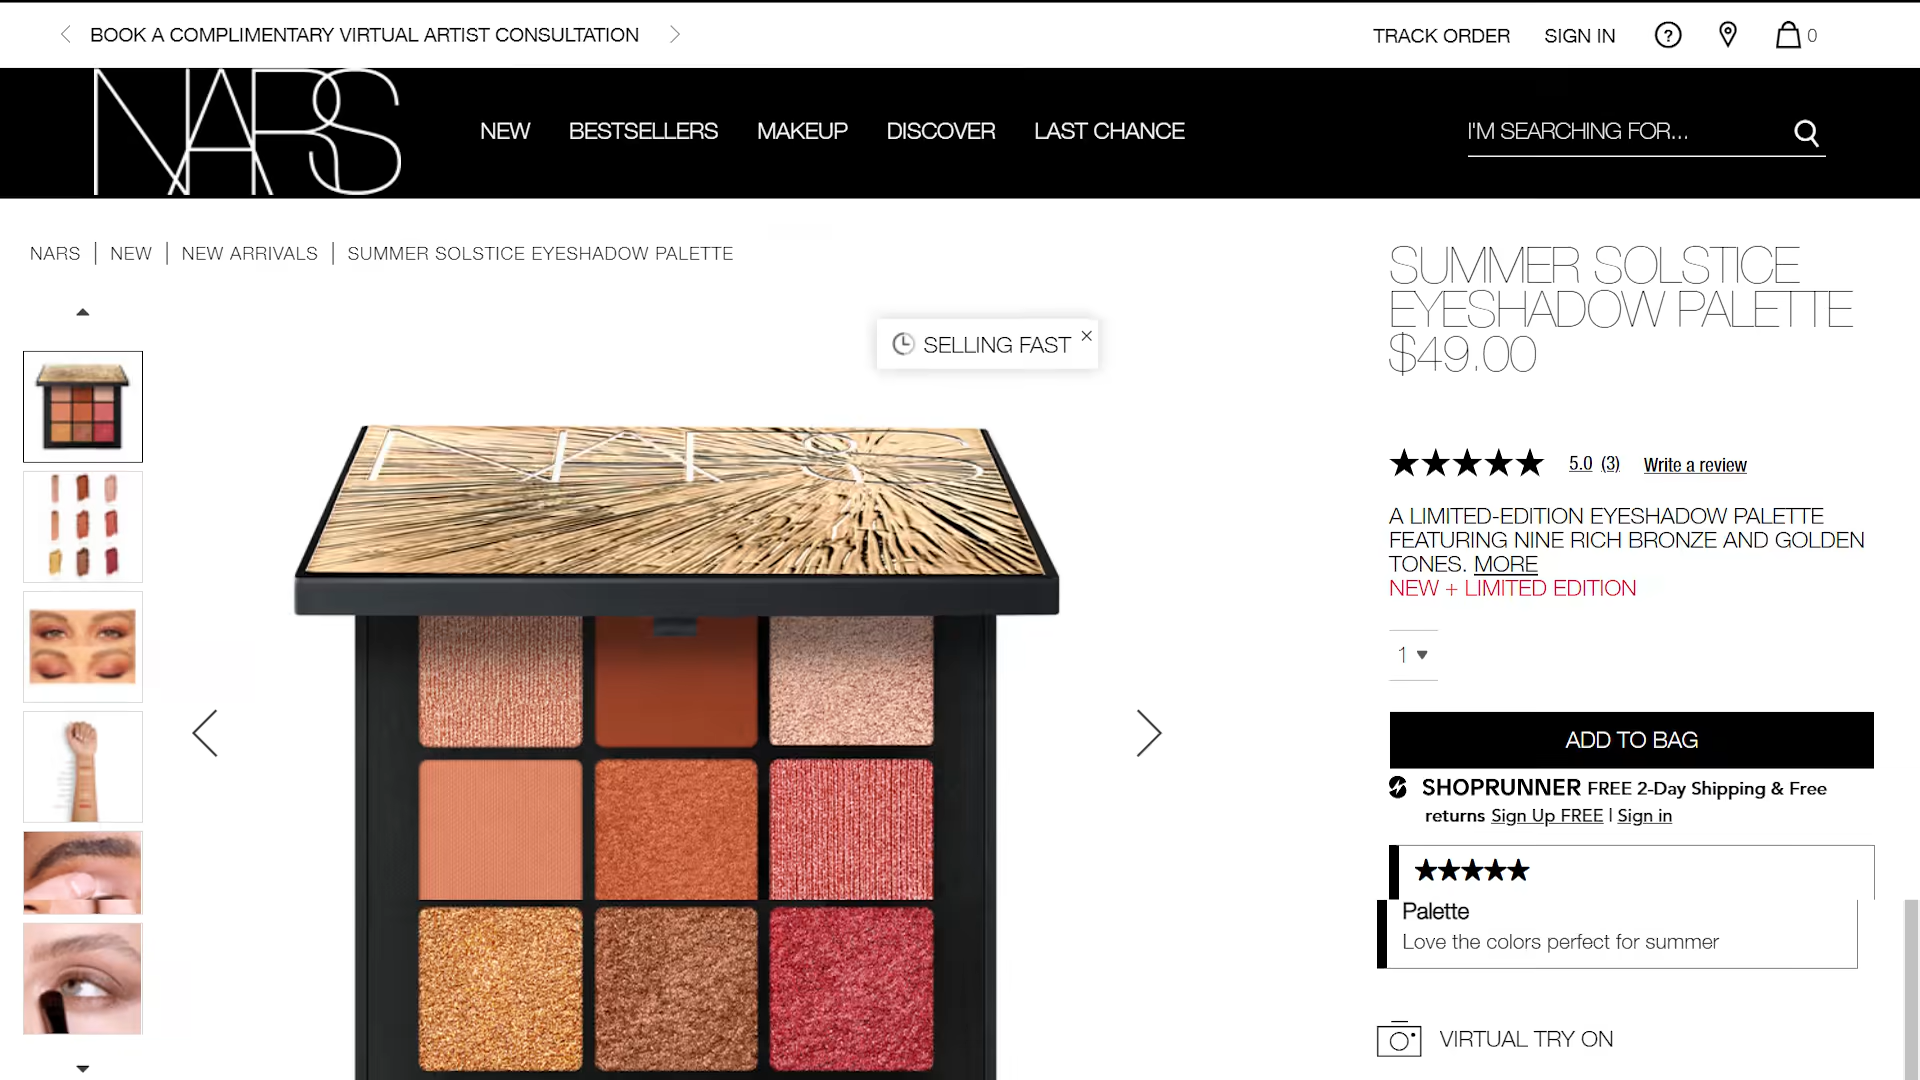 BOOK A COMPLIMENTARY VIRTUAL ARTIST CONSULTATION
TRACK ORDER
SIGN IN
?
0
NARS
NEW
BESTSELLERS
MAKEUP
DISCOVER
LAST CHANCE
I'M SEARCHING FOR...
NARS | NEW | NEW ARRIVALS | SUMMER SOLSTICE EYESHADOW PALETTE
SELLING FAST ×
NARS
SUMMER SOLSTICE
EYESHADOW PALETTE
$49.00
5.0 (3) Write a review
A LIMITED-EDITION EYESHADOW PALETTE
FEATURING NINE RICH BRONZE AND GOLDEN
TONES. MORE
NEW + LIMITED EDITION
1
ADD TO BAG
SHOPRUNNER FREE 2-Day Shipping & Free
returns Sign Up FREE | Sign in
Palette
Love the colors perfect for summer
VIRTUAL TRY ON